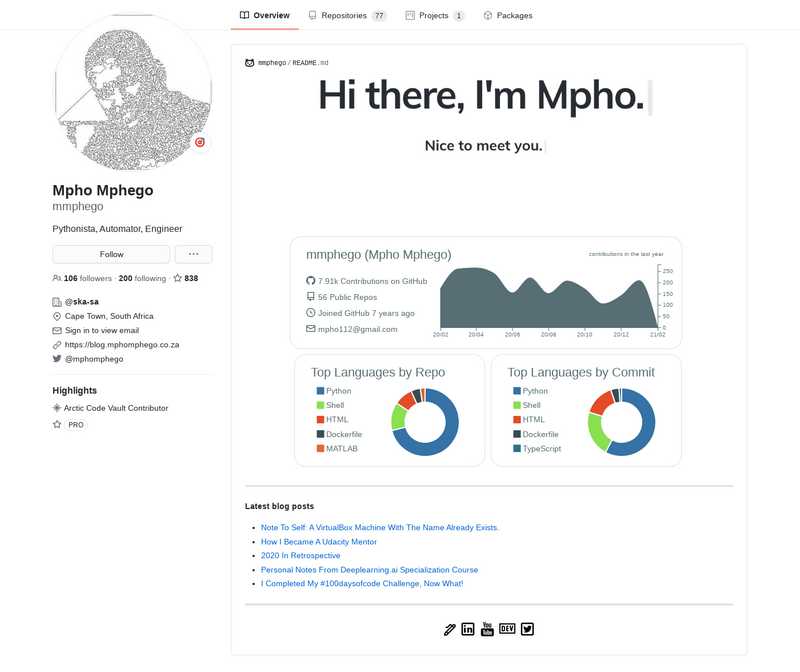 Overview
Repositories 77
Projects 1
Packages
mmphego / README.md
Hi there, I'm Mpho.
Nice to meet you.
Mpho Mphego
mmphego
Pythonista, Automator, Engineer
Follow
...
106 followers · 200 following · 838
@ska-sa
Cape Town, South Africa
Sign in to view email
https://blog.mphomphego.co.za
@mphomphego
Highlights
Arctic Code Vault Contributor
PRO
mmphego (Mpho Mphego)
contributions in the last year
7.91k Contributions on GitHub
56 Public Repos
Joined GitHub 7 years ago
mpho112@gmail.com
250
200
150
100
50
0
20/02 20/04 20/06 20/08 20/10 20/12 21/02
Top Languages by Repo
Python
Shell
HTML
Dockerfile
MATLAB
Top Languages by Commit
Python
Shell
HTML
Dockerfile
TypeScript
Latest blog posts
Note To Self: A VirtualBox Machine With The Name Already Exists.
How I Became A Udacity Mentor
2020 In Retrospective
Personal Notes From Deeplearning.ai Specialization Course
I Completed My #100daysofcode Challenge, Now What!
in
You Tube
DEV